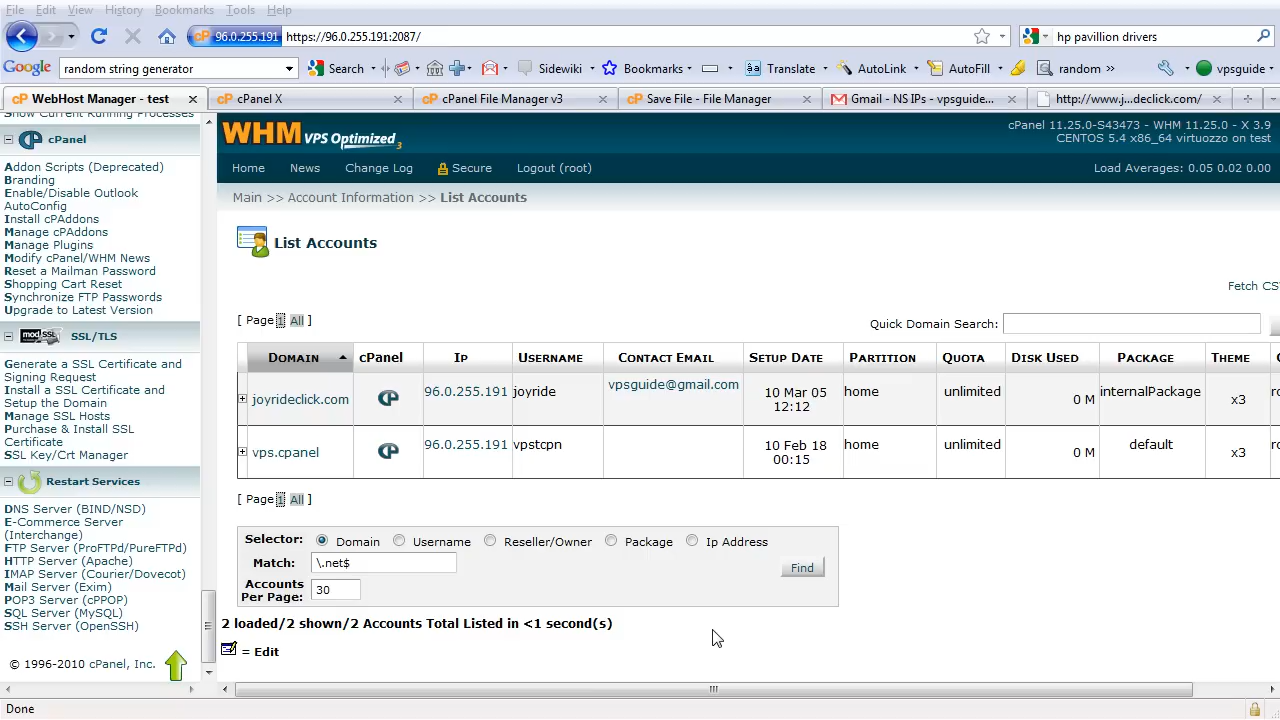 File Edit View History Bookmarks Tools Help
cP 96.0.255.191 https://96.0.255.191:2087/ hp pavillion drivers
Google random string generator Search Sidewiki Bookmarks Translate AutoLink AutoFill random » vpsguide
cP WebHost Manager - test cP cPanel X cP cPanel File Manager v3 cP Save File - File Manager Gmail - NS IPs - vpsguide... http://www.j...declick.com/
Show Current Running Processes
cPanel
Addon Scripts (Deprecated)
Branding
Enable/Disable Outlook
AutoConfig
Install cPAddons
Manage cPAddons
Manage Plugins
Modify cPanel/WHM News
Reset a Mailman Password
Shopping Cart Reset
Synchronize FTP Passwords
Upgrade to Latest Version
mod SSL SSL/TLS
Generate a SSL Certificate and
Signing Request
Install a SSL Certificate and
Setup the Domain
Manage SSL Hosts
Purchase & Install SSL
Certificate
SSL Key/Crt Manager
Restart Services
DNS Server (BIND/NSD)
E-Commerce Server
(Interchange)
FTP Server (ProFTPd/PureFTPd)
HTTP Server (Apache)
IMAP Server (Courier/Dovecot)
Mail Server (Exim)
POP3 Server (cPPOP)
SQL Server (MySQL)
SSH Server (OpenSSH)
© 1996-2010 cPanel, Inc.
WHM VPS Optimized 3
cPanel 11.25.0-S43473 - WHM 11.25.0 - X 3.9
CENTOS 5.4 x86_64 virtuozzo on test
Home News Change Log Secure Logout (root) Load Averages: 0.05 0.02 0.00
Main >> Account Information >> List Accounts
List Accounts
Fetch CS
[ Page 1 All ]
Quick Domain Search:
DOMAIN cPanel IP USERNAME CONTACT EMAIL SETUP DATE PARTITION QUOTA DISK USED PACKAGE THEME
joyrideclick.com 96.0.255.191 joyride vpsguide@gmail.com 10 Mar 05 12:12 home unlimited 0 M internalPackage x3
vps.cpanel 96.0.255.191 vpstcpn 10 Feb 18 00:15 home unlimited 0 M default x3
[ Page 1 All ]
Selector: Domain Username Reseller/Owner Package Ip Address
Match: \.net$ Find
Accounts
Per Page: 30
2 loaded/2 shown/2 Accounts Total Listed in <1 second(s)
= Edit
Done